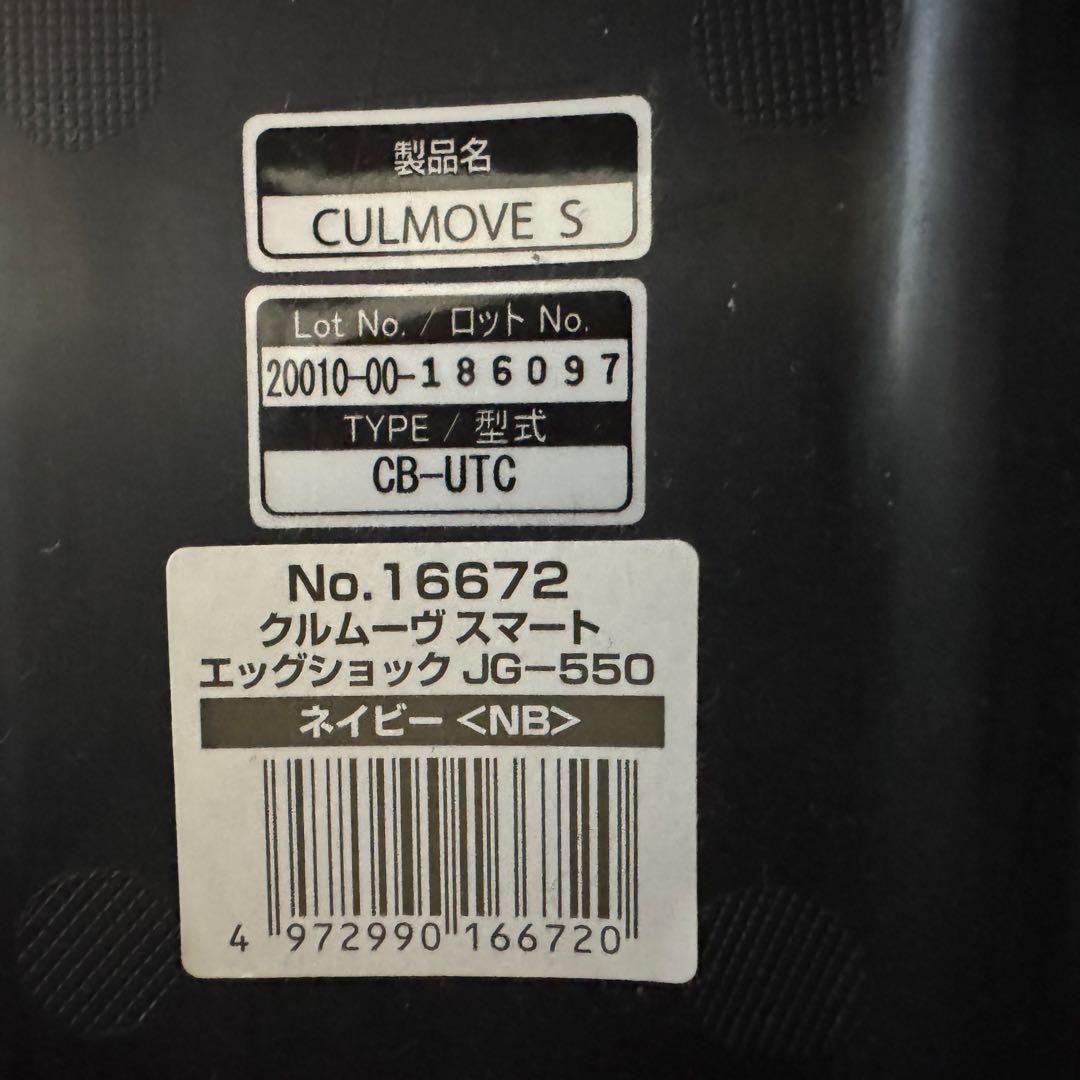 製品名
CULMOVE S
Lot No. / ロット No.
20010-00-186097
TYPE / 型式
CB-UTC
No.16672
クルムーヴ スマート
エッグショック JG-550
ネイビー <NB>
4 972990 166720